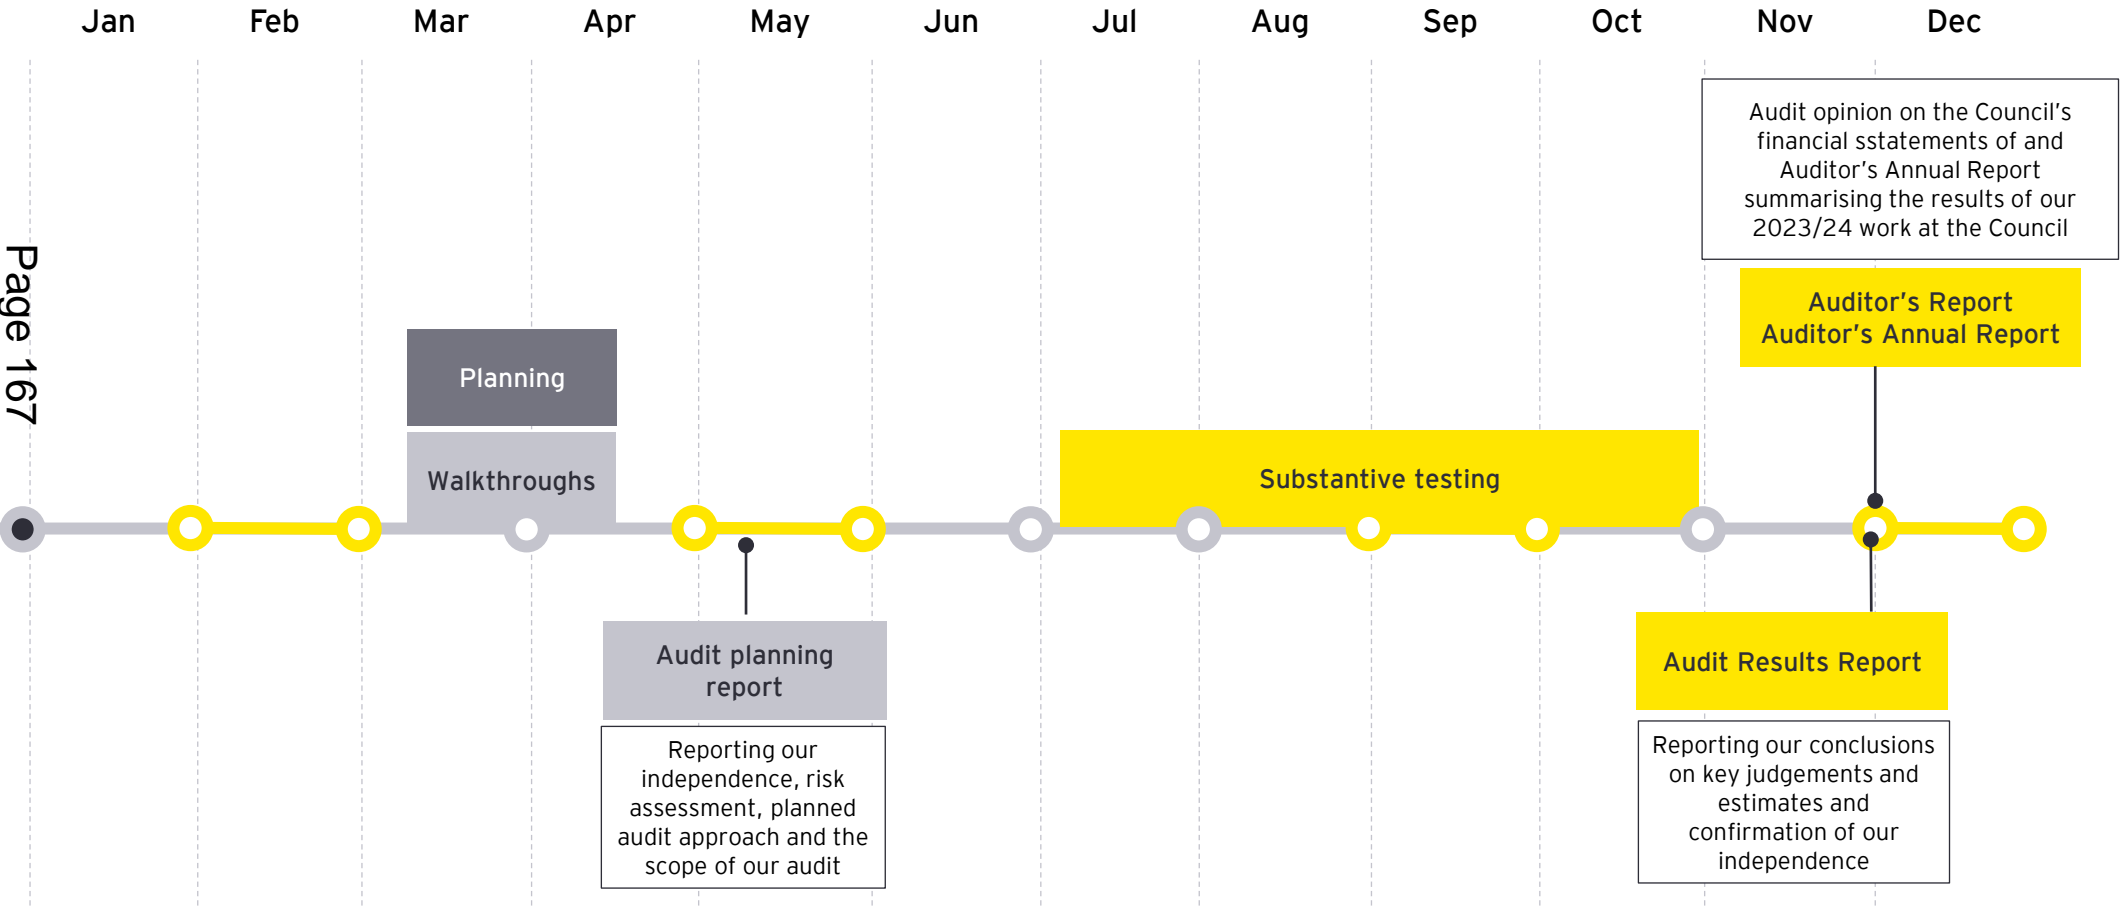 Jan Feb Mar Apr May Jun Jul Aug Sep Oct Nov Dec
Audit opinion on the Council's
financial sstatements of and
Auditor's Annual Report
summarising the results of our
2023/24 work at the Council
Page 167
Auditor's Report
Auditor's Annual Report
Planning
Walkthroughs
Substantive testing
Audit planning
report
Audit Results Report
Reporting our
independence, risk
assessment, planned
audit approach and the
scope of our audit
Reporting our conclusions
on key judgements and
estimates and
confirmation of our
independence